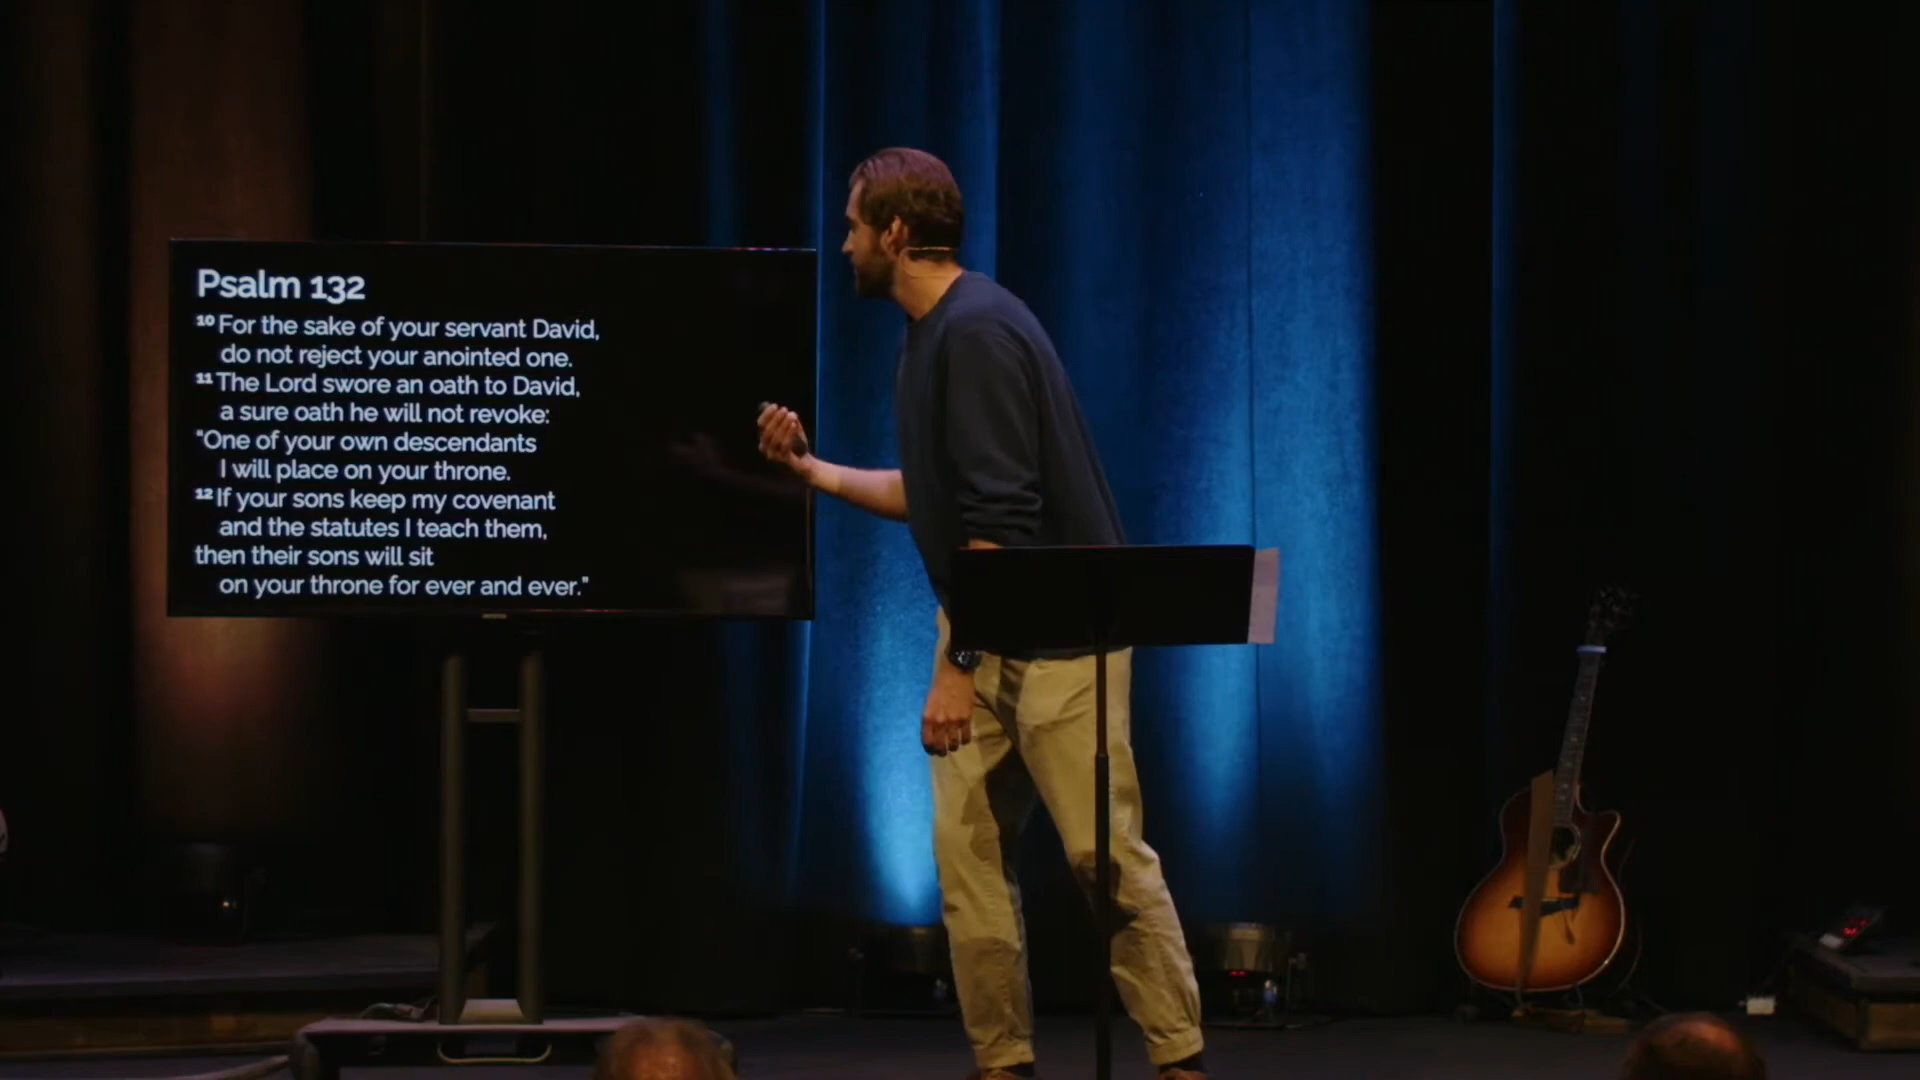 Psalm 132
10 For the sake of your servant David,
do not reject your anointed one.
11 The Lord swore an oath to David,
a sure oath he will not revoke:
"One of your own descendants
I will place on your throne.
12 If your sons keep my covenant
and the statutes I teach them,
then their sons will sit
on your throne for ever and ever."